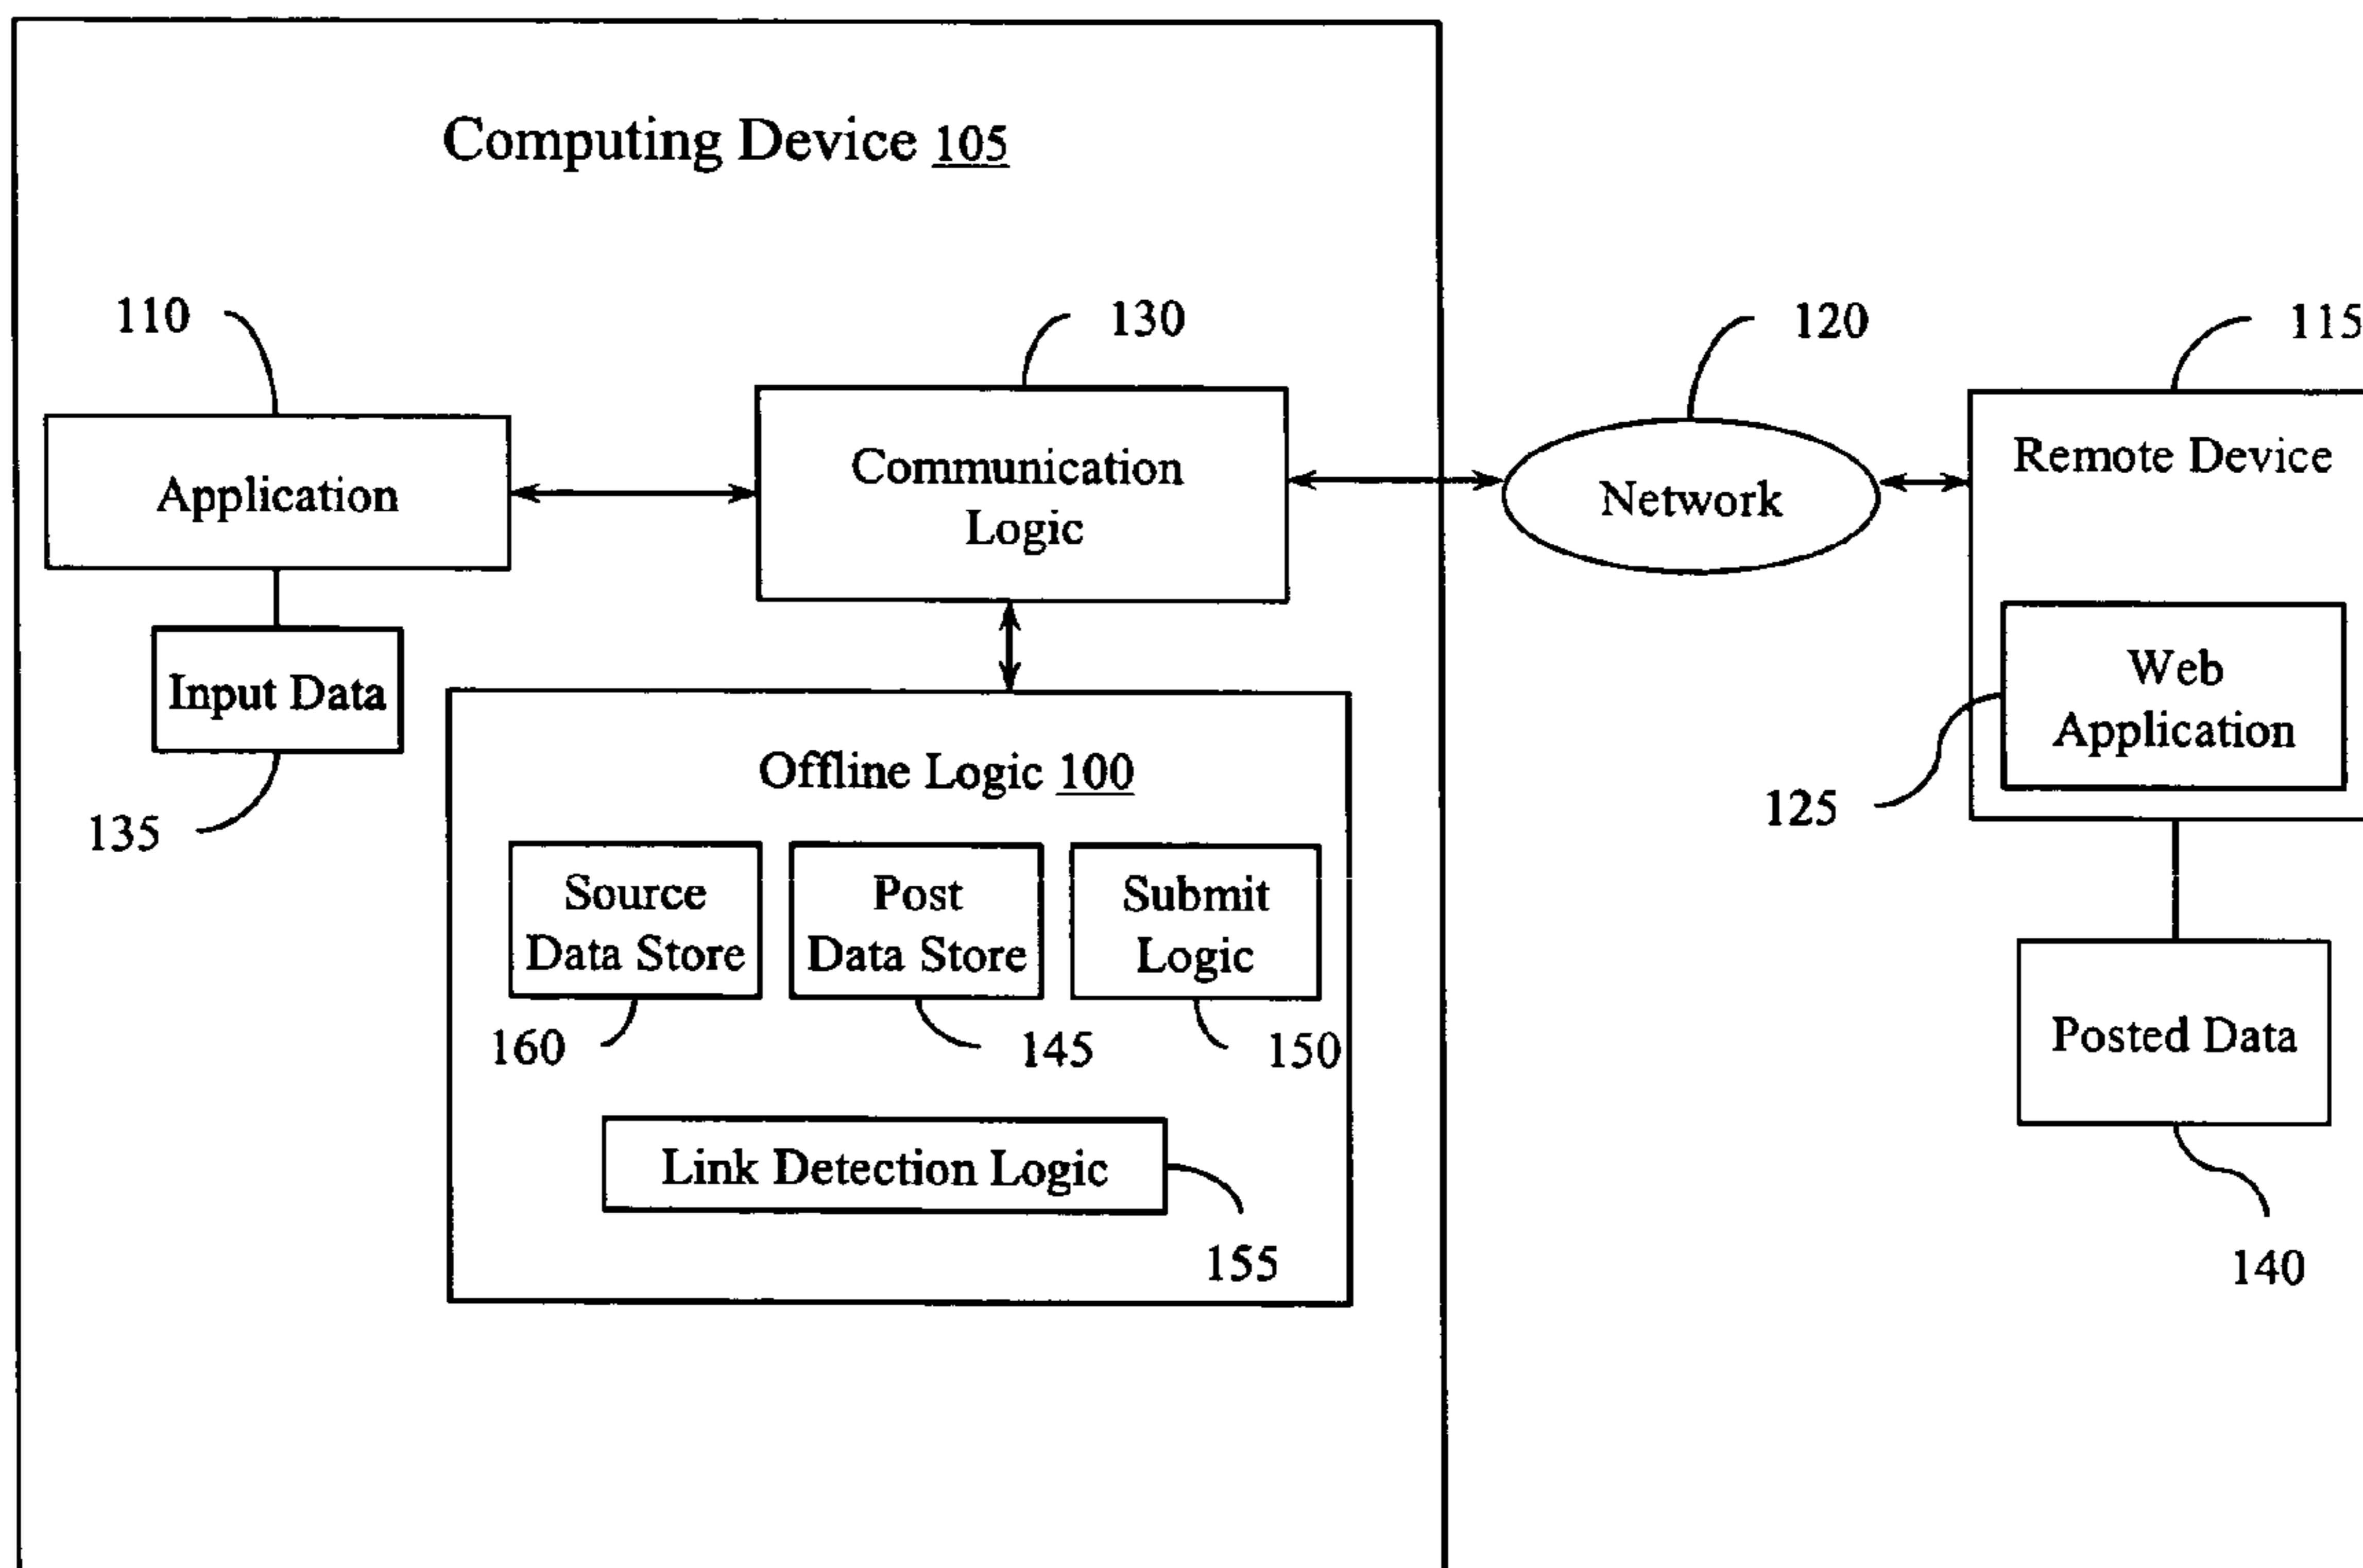 Computing Device 105
110
130
120
115
Application
Communication
Logic
Network
Remote Device
Input Data
135
Web
Application
125
Offline Logic 100
Source
Data Store
Post
Data Store
Submit
Logic
160
145
150
Posted Data
140
Link Detection Logic
155